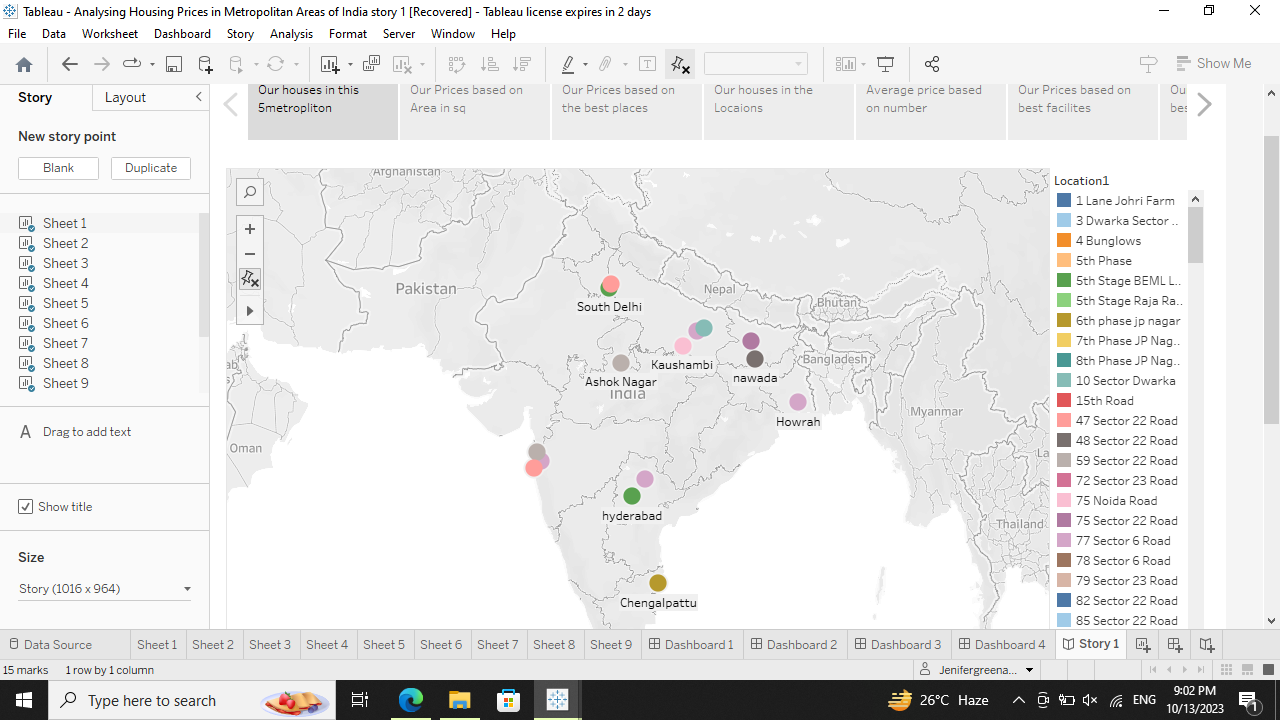 Tableau - Analysing Housing Prices in Metropolitan Areas of India story 1 [Recovered] - Tableau license expires in 2 days
File Data Worksheet Dashboard Story Analysis Format Server Window Help
Show Me
Story Layout
New story point
Blank Duplicate
Sheet 1
Sheet 2
Sheet 3
Sheet 4
Sheet 5
Sheet 6
Sheet 7
Sheet 8
Sheet 9
A Drag to add text
Show title
Size
Story (1016 x 964)
Our houses in this
5metropliton
Our Prices based on
Area in sq
Our Prices based on
the best places
Our houses in the
Locaions
Average price based
on number
Our Prices based on
best facilites
Ou
bes
Afghanistan
Pakistan
Nepal
Bhutan
South Delhi
Kaushambi
Bangladesh
Ashok Nagar
nawada
India
Howrah
Myanmar
Oman
hyderabad
Thailand
Chengalpattu
Location1
1 Lane Johri Farm
3 Dwarka Sector ..
4 Bunglows
5th Phase
5th Stage BEML L..
5th Stage Raja Ra..
6th phase jp nagar
7th Phase JP Nag..
8th Phase JP Nag..
10 Sector Dwarka
15th Road
47 Sector 22 Road
48 Sector 22 Road
59 Sector 22 Road
72 Sector 23 Road
75 Noida Road
75 Sector 22 Road
77 Sector 6 Road
78 Sector 6 Road
79 Sector 23 Road
82 Sector 22 Road
85 Sector 22 Road
Data Source Sheet 1 Sheet 2 Sheet 3 Sheet 4 Sheet 5 Sheet 6 Sheet 7 Sheet 8 Sheet 9 Dashboard 1 Dashboard 2 Dashboard 3 Dashboard 4 Story 1
15 marks 1 row by 1 column Jenifergreena...
Type here to search 26°C Haze ENG 9:02 PM
10/13/2023 1